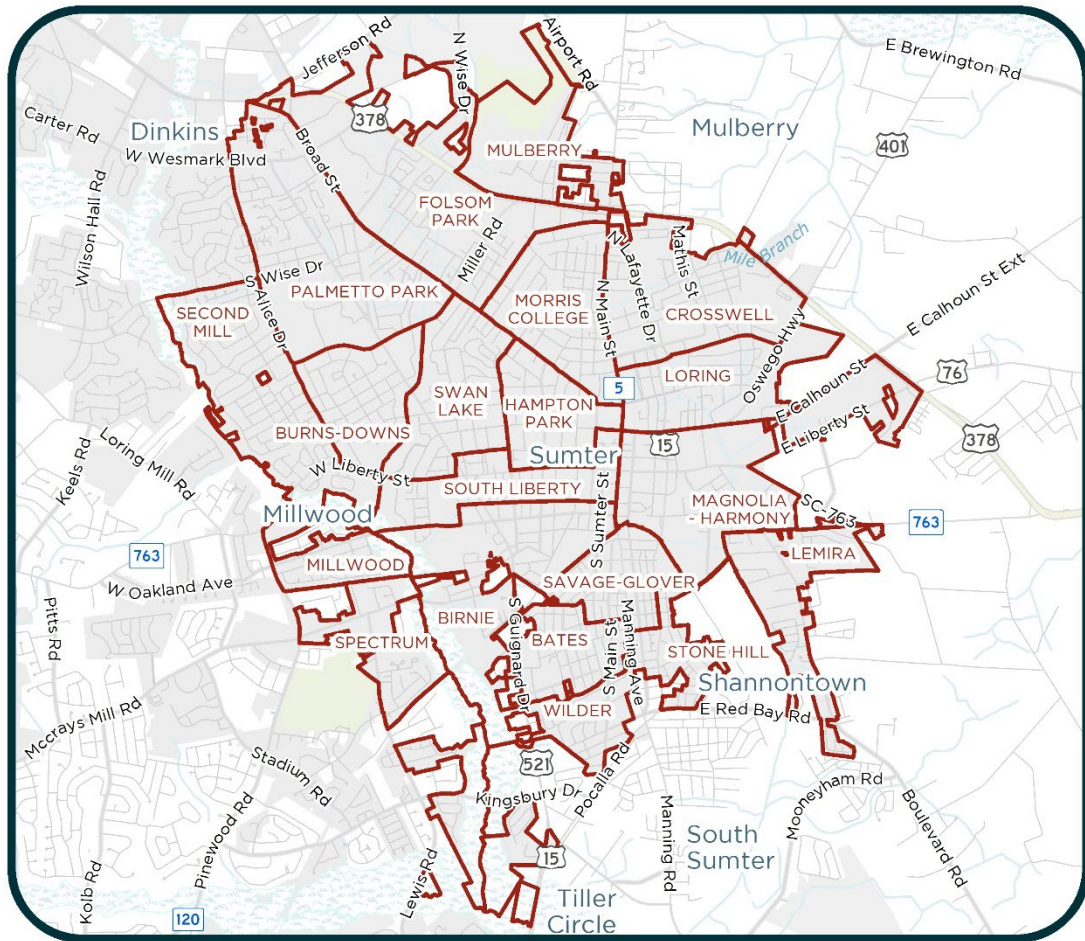 Jefferson Rd
N Wise Dr
Airport Rd
E Brewington Rd
Carter Rd
Dinkins
378
Mulberry
401
W Wesmark Blvd
Broad St
MULBERRY
Wilson Hall Rd
FOLSOM
PARK
Miller Rd
N Lafayette Dr
Mathis St
Mile Branch
S Wise Dr
PALMETTO PARK
E Calhoun St Ext
SECOND
MILL
S Alice Dr
MORRIS
COLLEGE
N Main St
CROSSWELL
Oswego Hwy
LORING
SWAN
LAKE
5
E Calhoun St
76
HAMPTON
PARK
E Liberty St
BURNS-DOWNS
Sumter
15
378
Keels Rd
Loring Mill Rd
W Liberty St
SOUTH LIBERTY
S Sumter St
MAGNOLIA
- HARMONY
SC-763
763
Millwood
763
MILLWOOD
LEMIRA
W Oakland Ave
SAVAGE-GLOVER
Pitts Rd
BIRNIE
S Guignard Dr
BATES
S Main St
Manning Ave
SPECTRUM
STONE HILL
Shannontown
WILDER
E Red Bay Rd
Mccrays Mill Rd
Stadium Rd
521
Pocalla Rd
Kingsbury Dr
Mooneyham Rd
Boulevard Rd
Pinewood Rd
Manning Rd
South
Sumter
15
Kolb Rd
Lewis Rd
Tiller
Circle
120